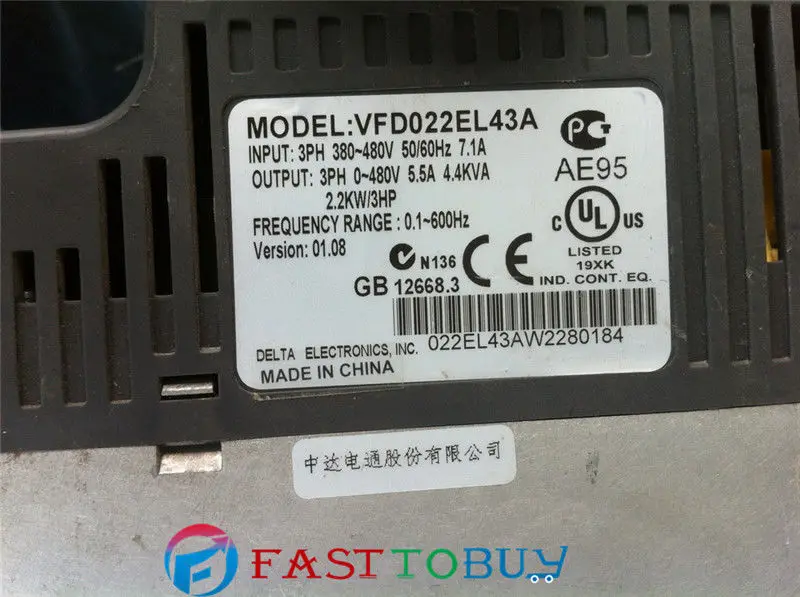 MODEL:VFD022EL43A
INPUT: 3PH 380~480V 50/60Hz 7.1A
OUTPUT: 3PH 0~480V 5.5A 4.4KVA
2.2KW/3HP
FREQUENCY RANGE : 0.1~600Hz
Version: 01.08
PCT
AE95
C UL US
LISTED
19XK
IND. CONT. EQ.
N136
CE
GB 12668.3
022EL43AW2280184
DELTA ELECTRONICS, INC.
MADE IN CHINA
中达电通股份有限公司
FASTTOBUY